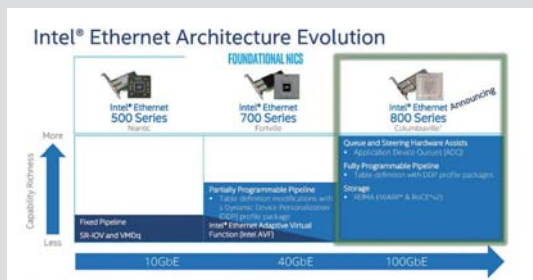 Intel® Ethernet Architecture Evolution
FOUNDATIONAL NICS
Intel® Ethernet
500 Series
Niantic
Intel® Ethernet
700 Series
Fortville
Intel® Ethernet
800 Series
Columbiaville
Announcing
More
Capability Richness
Less
Fixed Pipeline
SR-IOV and VMDq
Partially Programmable Pipeline
• Table definition modifications with
a Dynamic Device Personalization
(DDP) profile package
Intel® Ethernet Adaptive Virtual
Function (Intel AVF)
Queue and Steering Hardware Assists
• Application Device Queues (ADQ)
Fully Programmable Pipeline
• Table definition with DDP profile packages
Storage
• RDMA (iWARP* & RoCE*v2)
10GbE
40GbE
100GbE